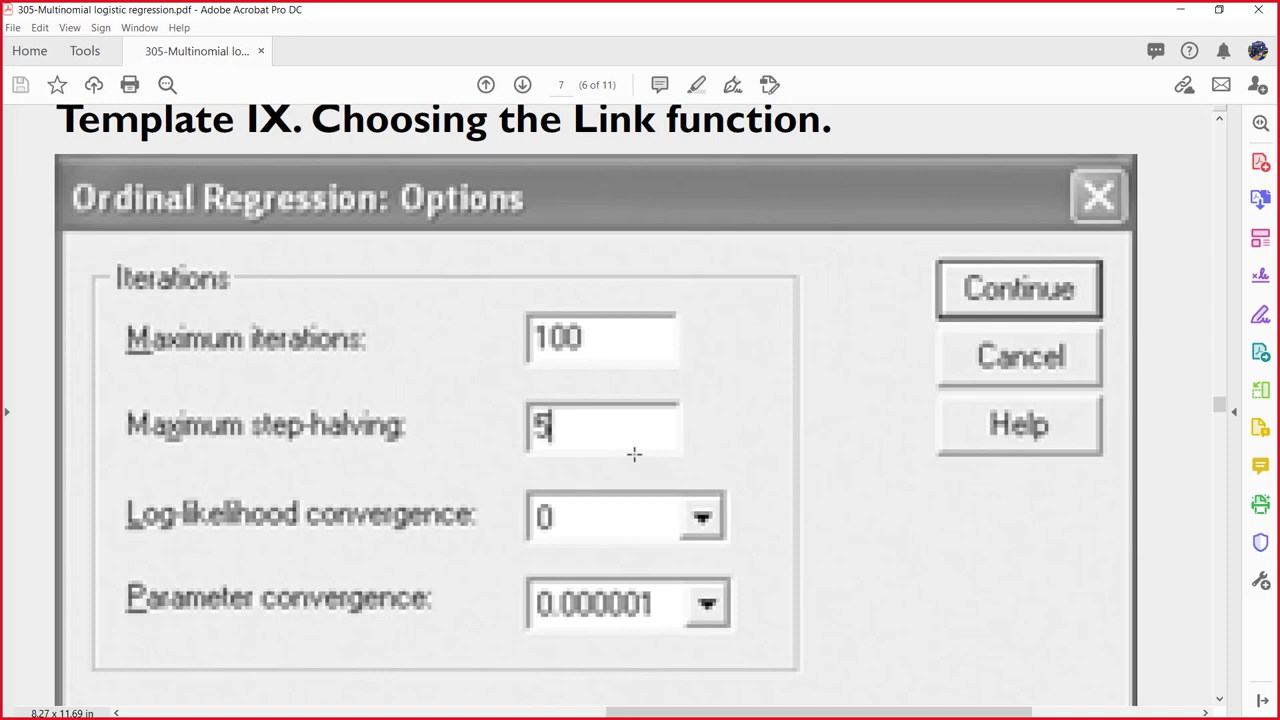 305-Multinomial logistic regression.pdf - Adobe Acrobat Pro DC
File Edit View Sign Window Help
Home Tools 305-Multinomial lo... ×
7 (6 of 11)
Template IX. Choosing the Link function.
Ordinal Regression: Options
Iterations
Maximum iterations: 100
Maximum step-halving: 5
Log-likelihood convergence: 0
Parameter convergence: 0.000001
Continue
Cancel
Help
8.27 x 11.69 in